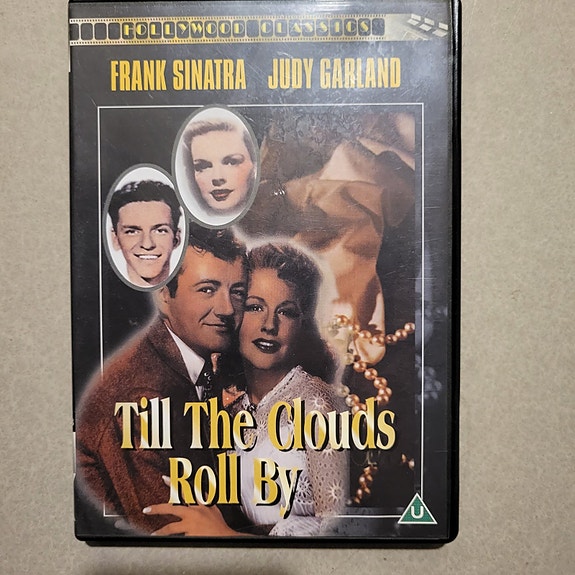 HOLLYWOOD CLASSICS
FRANK SINATRA JUDY GARLAND
Till The Clouds
Roll By
U